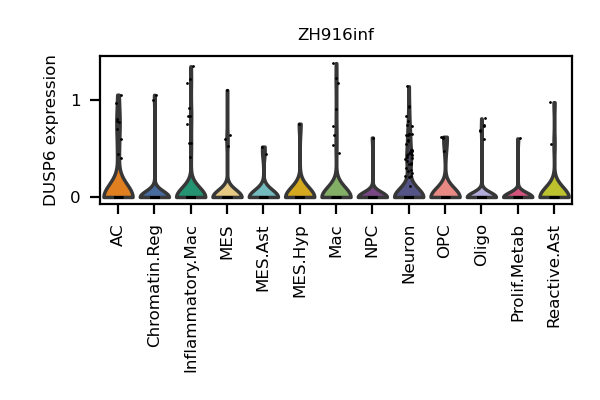 ZH916inf
DUSP6 expression
1
0
AC
Chromatin.Reg
Inflammatory.Mac
MES
MES.Ast
MES.Hyp
Mac
NPC
Neuron
OPC
Oligo
Prolif.Metab
Reactive.Ast